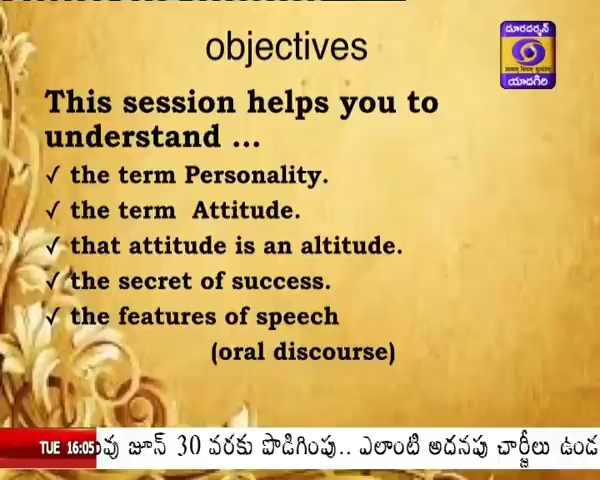 objectives
దూరదర్శన్
యాదగిరి
This session helps you to
understand ...
✓ the term Personality.
✓ the term Attitude.
✓ that attitude is an altitude.
✓ the secret of success.
✓ the features of speech
(oral discourse)
TUE 16:05
జూన్ 30 వరకు పొడిగింపు.. ఎలాంటి అదనపు చార్జీలు ఉండ